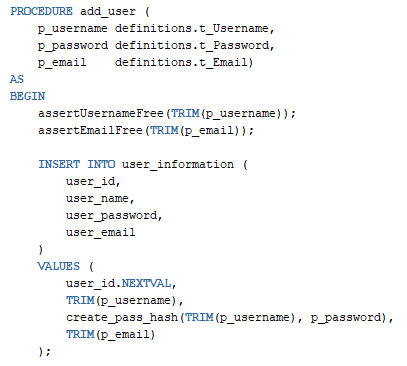 PROCEDURE add_user (
    p_username definitions.t_Username,
    p_password definitions.t_Password,
    p_email    definitions.t_Email)
AS
BEGIN
    assertUsernameFree(TRIM(p_username));
    assertEmailFree(TRIM(p_email));

    INSERT INTO user_information (
        user_id,
        user_name,
        user_password,
        user_email
    )
    VALUES (
        user_id.NEXTVAL,
        TRIM(p_username),
        create_pass_hash(TRIM(p_username), p_password),
        TRIM(p_email)
    );